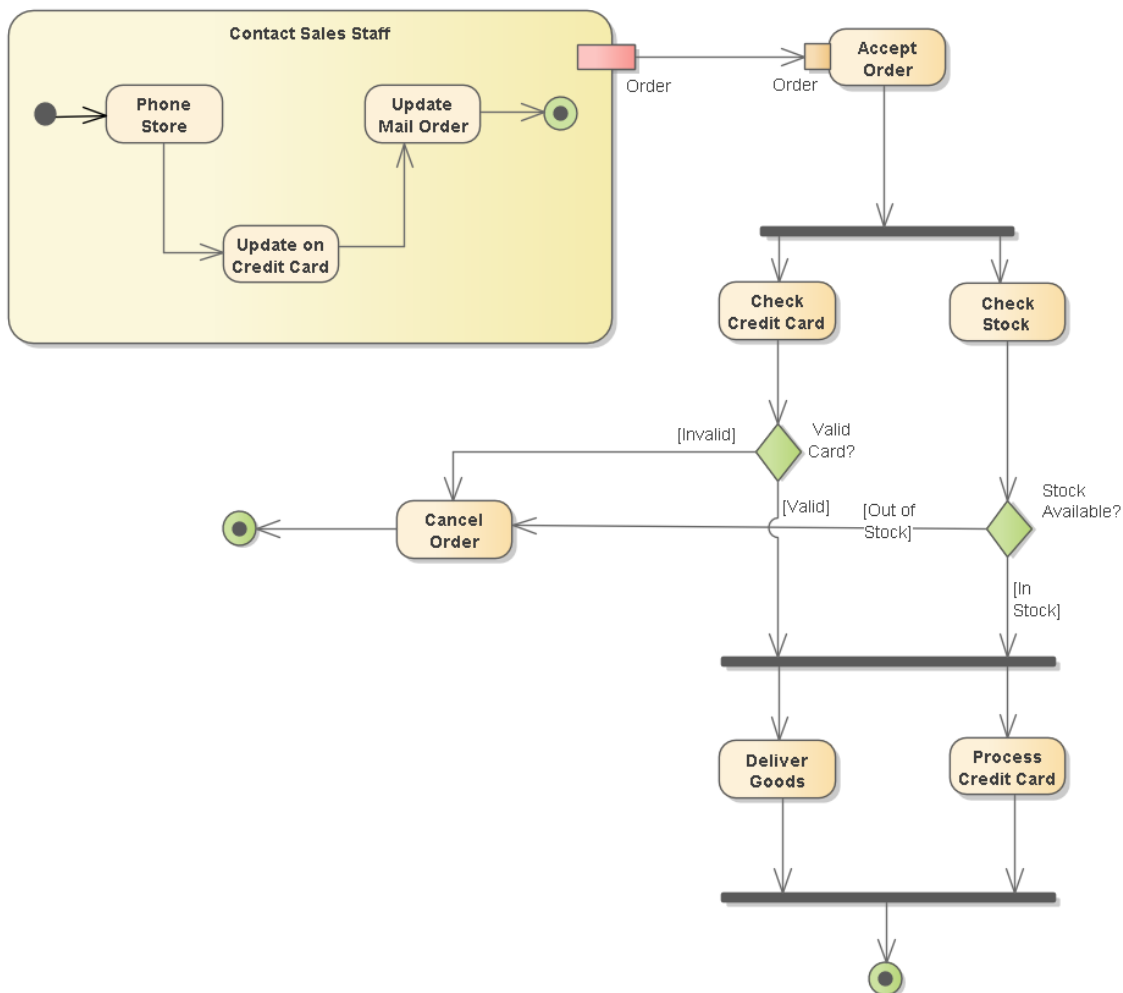 Contact Sales Staff
Accept
Order
Order
Order
Phone
Store
Update
Mail Order
Update on
Credit Card
Check
Credit Card
Check
Stock
[Invalid]
Valid
Card?
[Valid]
[Out of
Stock]
Stock
Available?
Cancel
Order
[In
Stock]
Deliver
Goods
Process
Credit Card